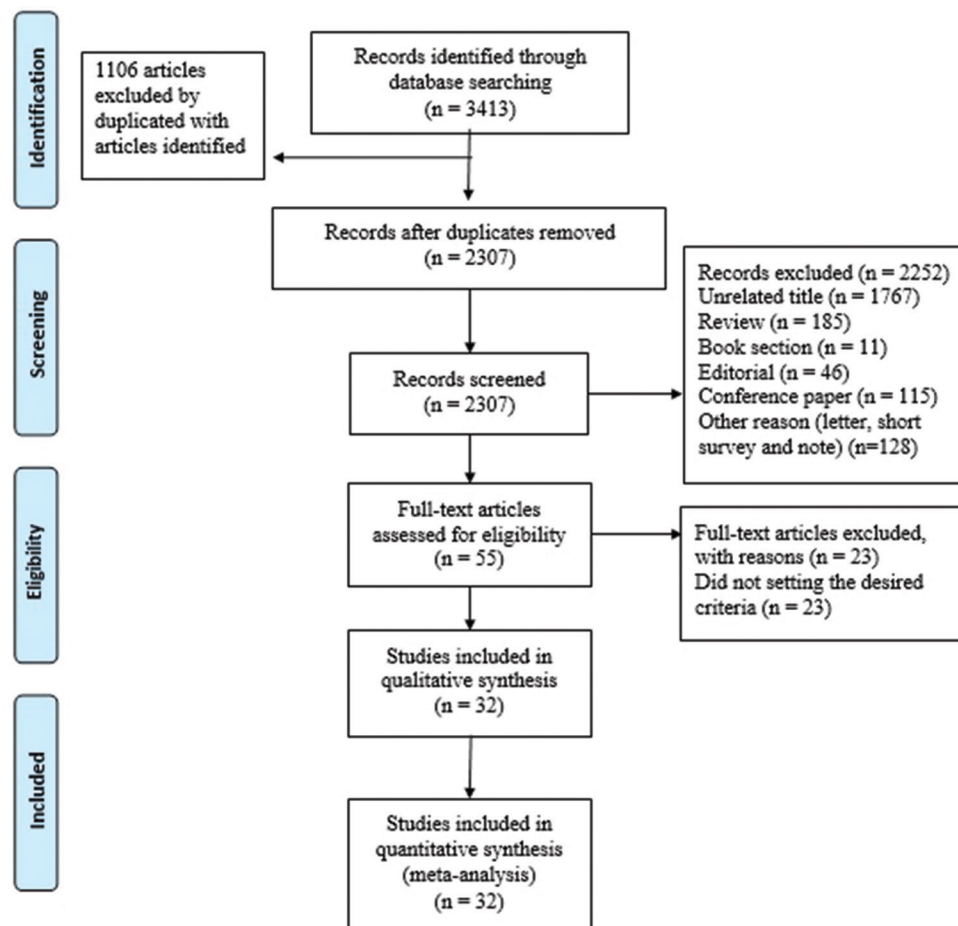 Identification
1106 articles
excluded by
duplicated with
articles identified
Records identified through
database searching
(n = 3413)
Records after duplicates removed
(n = 2307)
Screening
Records screened
(n = 2307)
Records excluded (n = 2252)
Unrelated title (n = 1767)
Review (n = 185)
Book section (n = 11)
Editorial (n = 46)
Conference paper (n = 115)
Other reason (letter, short
survey and note) (n=128)
Eligibility
Full-text articles
assessed for eligibility
(n = 55)
Full-text articles excluded,
with reasons (n = 23)
Did not setting the desired
criteria (n = 23)
Studies included in
qualitative synthesis
(n = 32)
Included
Studies included in
quantitative synthesis
(meta-analysis)
(n = 32)